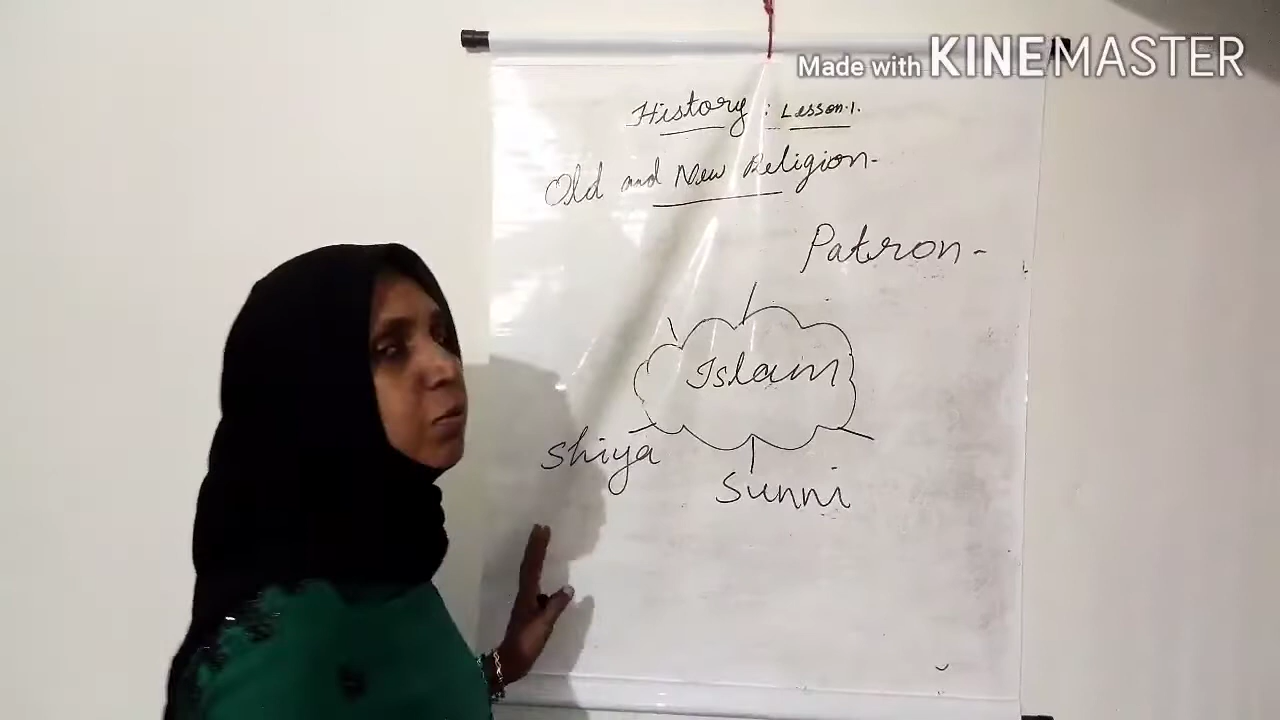 Made with KINEMASTER
History : Lesson.1.
Old and New Religion-
Patron -
Islam
Shiya
Sunni